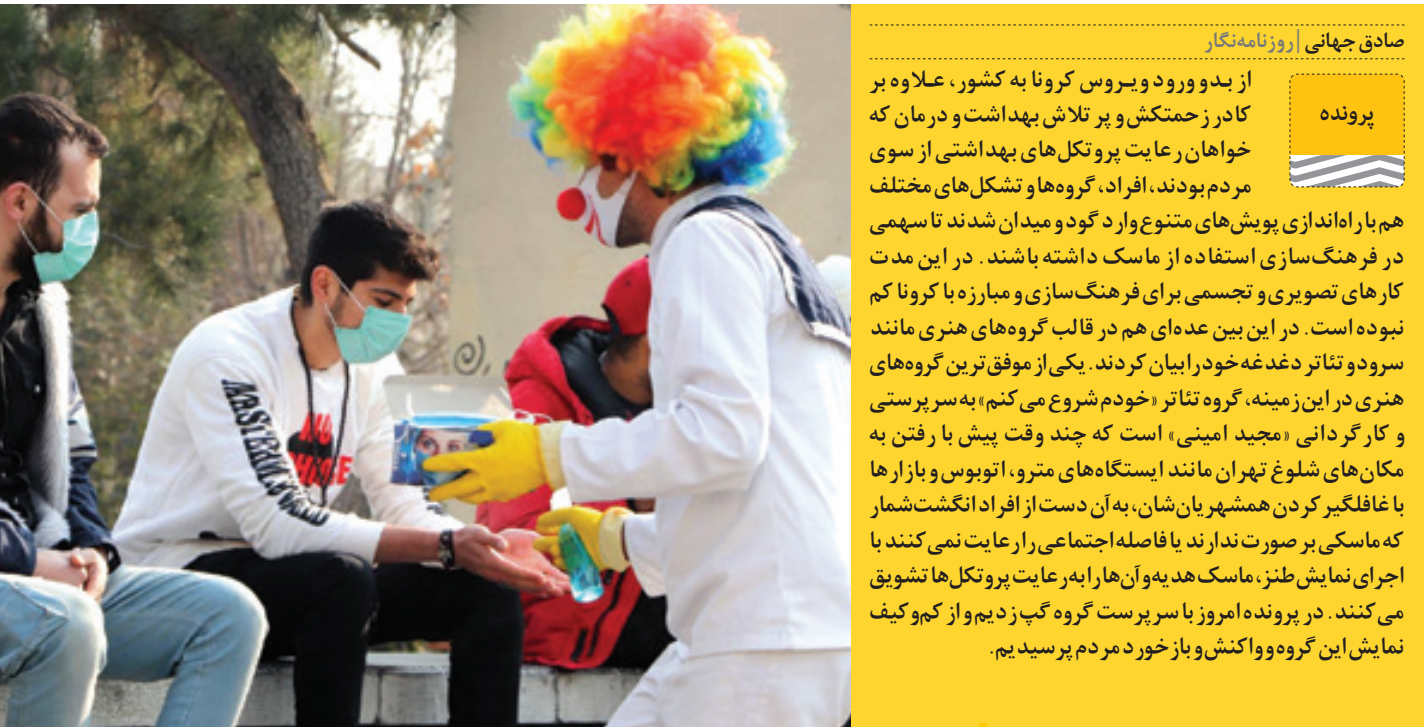 صادق جهانی | روزنامه‌نگار
پرونده
از بدو ورود ویروس کرونا به کشور، علاوه بر
کادر زحمتکش و پر تلاش بهداشت و درمان که
خواهان رعایت پروتکل‌های بهداشتی از سوی
مردم بودند، افراد، گروه‌ها و تشکل‌های مختلف
هم با راه‌اندازی پویش‌های متنوع وارد گود و میدان شدند تا سهمی
در فرهنگ‌سازی استفاده از ماسک داشته باشند. در این مدت
کارهای تصویری و تجسمی برای فرهنگ‌سازی و مبارزه با کرونا کم
نبوده است. در این بین عده‌ای هم در قالب گروه‌های هنری مانند
سرود و تئاتر دغدغه خود را بیان کردند. یکی از موفق‌ترین گروه‌های
هنری در این زمینه، گروه تئاتر «خودم شروع می‌کنم» به سرپرستی
و کارگردانی «مجید امینی» است که چند وقت پیش با رفتن به
مکان‌های شلوغ تهران مانند ایستگاه‌های مترو، اتوبوس و بازارها
با غافلگیر کردن همشهریان‌شان، به آن دست از افراد انگشت‌شمار
که ماسکی بر صورت ندارند یا فاصله اجتماعی را رعایت نمی‌کنند با
اجرای نمایش طنز، ماسک هدیه و آن‌ها را به رعایت پروتکل‌ها تشویق
می‌کنند. در پرونده امروز با سرپرست گروه گپ زدیم و از کم و کیف
نمایش این گروه و واکنش و بازخورد مردم پرسیدیم.